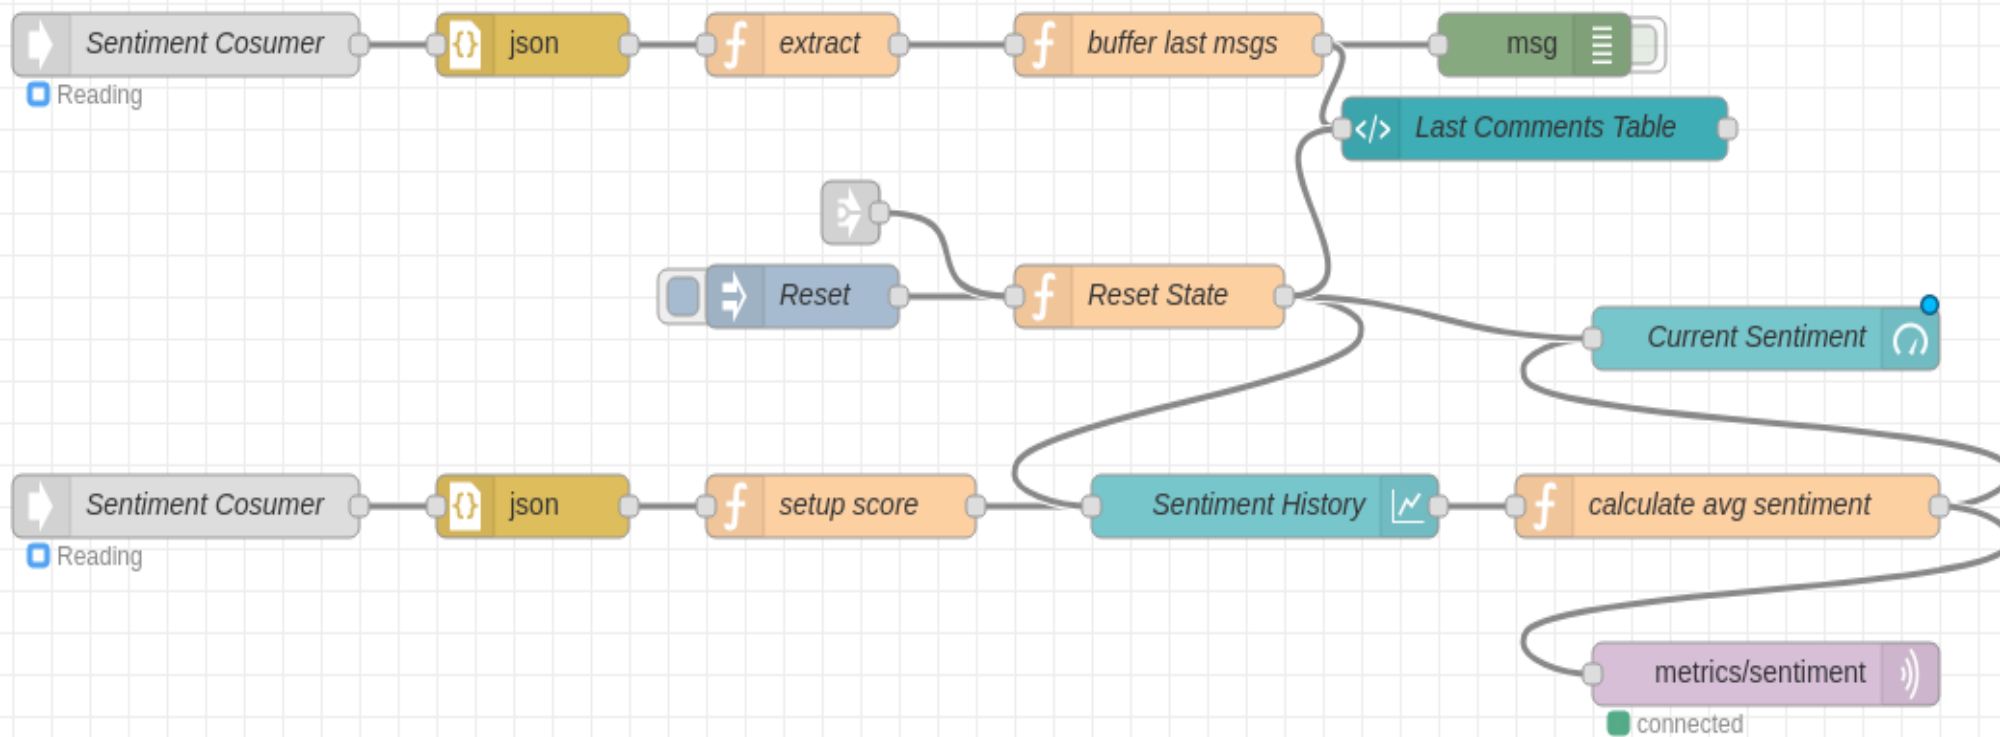 Sentiment Cosumer
json
extract
buffer last msgs
msg
Reading
Last Comments Table
Reset
Reset State
Current Sentiment
Sentiment Cosumer
json
setup score
Sentiment History
calculate avg sentiment
Reading
metrics/sentiment
connected